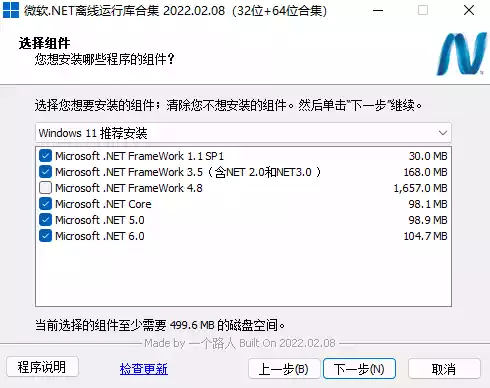 微软.NET离线运行库合集 2022.02.08（32位+64位合集）
选择组件
您想安装哪些程序的组件？
选择您想要安装的组件；清除您不想安装的组件。然后单击“下一步”继续。
Windows 11 推荐安装
Microsoft .NET FrameWork 1.1 SP1 30.0 MB
Microsoft .NET FrameWork 3.5（含NET 2.0和NET3.0 ） 168.0 MB
Microsoft .NET FrameWork 4.8 1,657.0 MB
Microsoft .NET Core 98.1 MB
Microsoft .NET 5.0 98.9 MB
Microsoft .NET 6.0 104.7 MB
当前选择的组件至少需要 499.6 MB 的磁盘空间。
Made by 一个路人 Built On 2022.02.08
程序说明 检查更新 上一步(B) 下一步(N) 取消